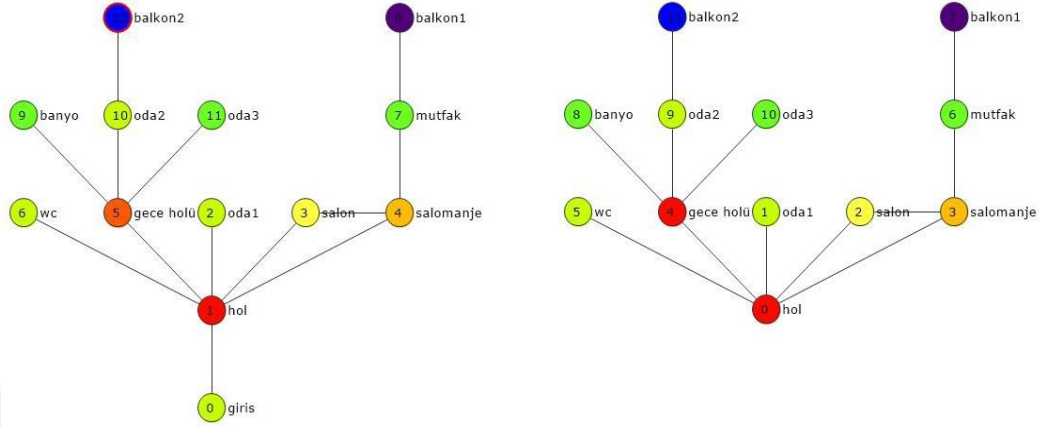 balkon2 8 balkon1
9 banyo 10 oda2 11 oda3 7 mutfak
6 wc 5 gece holü 2 oda1 3 salon 4 salomanje
1 hol
0 giris
balkon2 7 balkon1
8 banyo 9 oda2 10 oda3 6 mutfak
5 wc 4 gece holü 1 oda1 2 salon 3 salomanje
0 hol